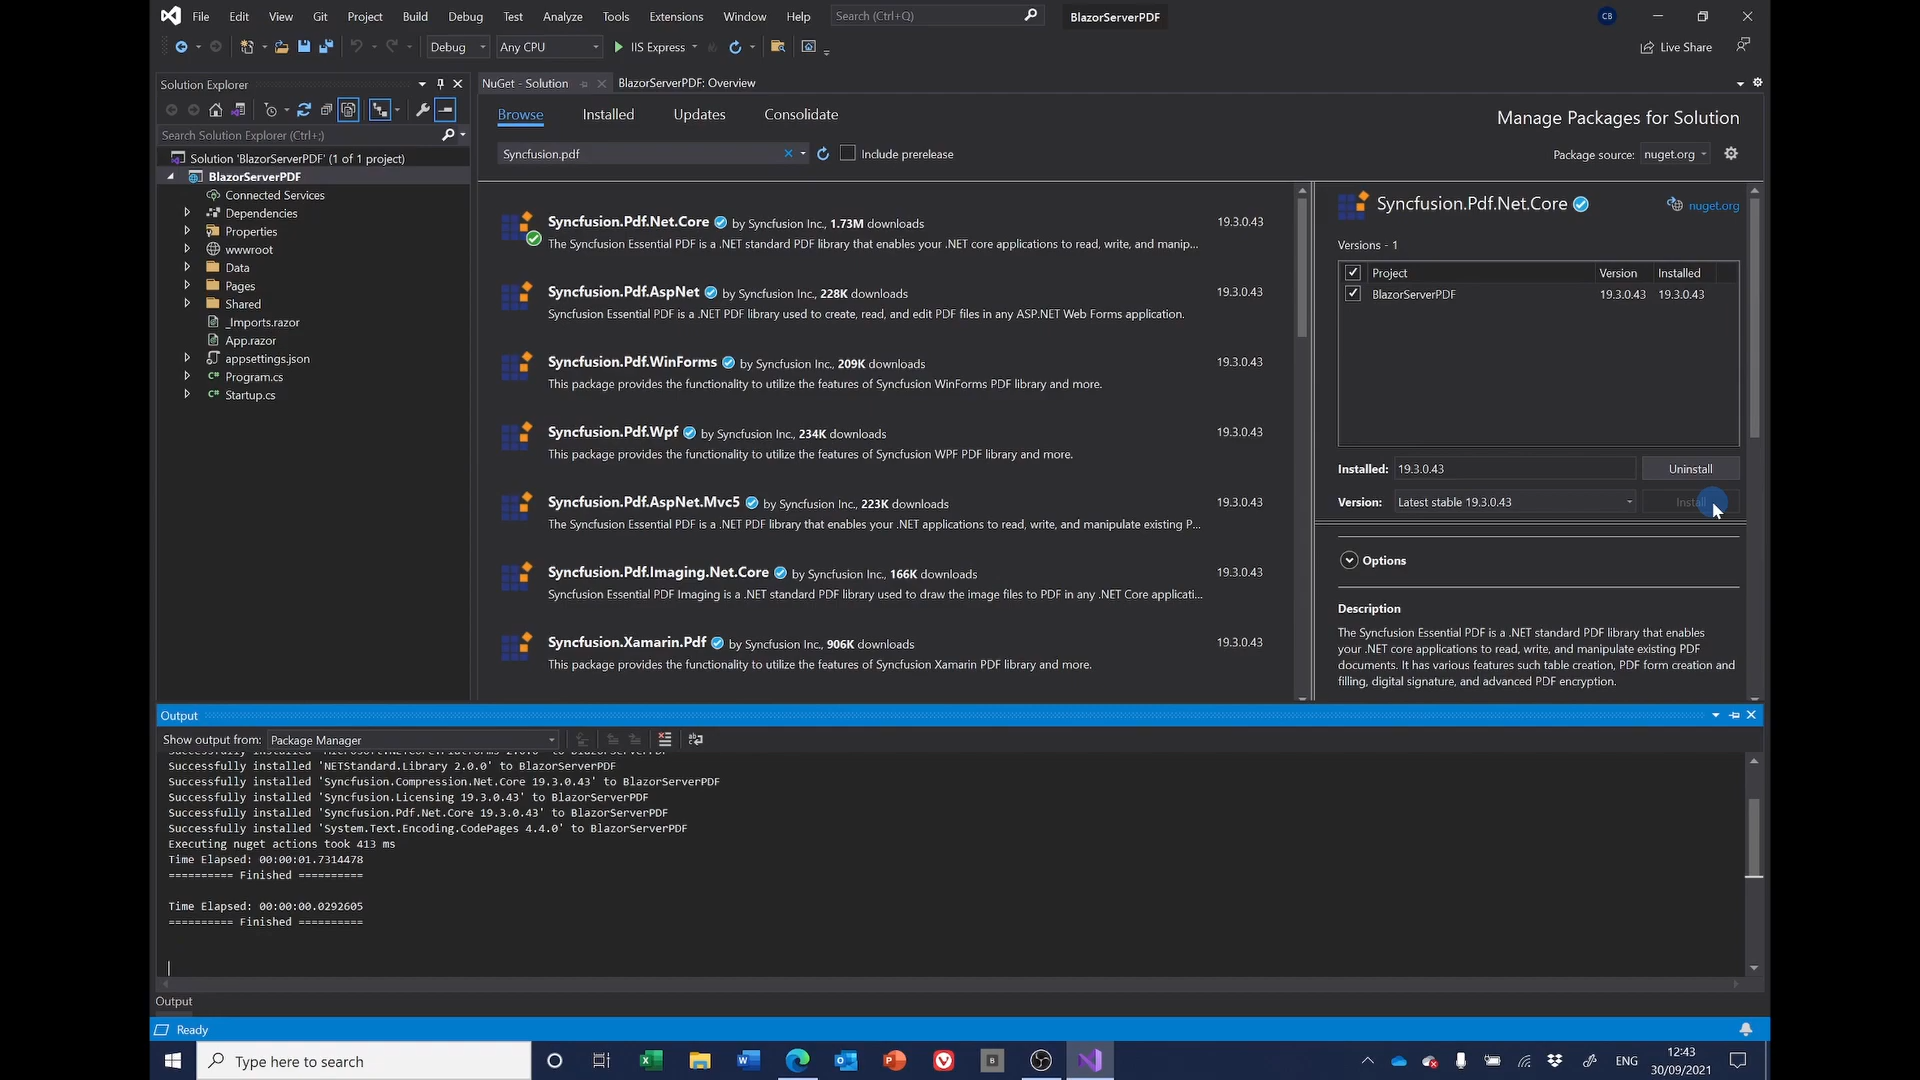 File Edit View Git Project Build Debug Test Analyze Tools Extensions Window Help Search (Ctrl+Q) BlazorServerPDF CB
Debug Any CPU IIS Express Live Share
Solution Explorer
NuGet - Solution BlazorServerPDF: Overview
Browse Installed Updates Consolidate
Manage Packages for Solution
Search Solution Explorer (Ctrl+;)
Syncfusion.pdf Include prerelease
Package source: nuget.org
Solution 'BlazorServerPDF' (1 of 1 project)
BlazorServerPDF
Connected Services
Dependencies
Properties
wwwroot
Data
Pages
Shared
_Imports.razor
App.razor
appsettings.json
Program.cs
Startup.cs
Syncfusion.Pdf.Net.Core by Syncfusion Inc., 1.73M downloads 19.3.0.43
The Syncfusion Essential PDF is a .NET standard PDF library that enables your .NET core applications to read, write, and manip...
Syncfusion.Pdf.AspNet by Syncfusion Inc., 228K downloads 19.3.0.43
Syncfusion Essential PDF is a .NET PDF library used to create, read, and edit PDF files in any ASP.NET Web Forms application.
Syncfusion.Pdf.WinForms by Syncfusion Inc., 209K downloads 19.3.0.43
This package provides the functionality to utilize the features of Syncfusion WinForms PDF library and more.
Syncfusion.Pdf.Wpf by Syncfusion Inc., 234K downloads 19.3.0.43
This package provides the functionality to utilize the features of Syncfusion WPF PDF library and more.
Syncfusion.Pdf.AspNet.Mvc5 by Syncfusion Inc., 223K downloads 19.3.0.43
The Syncfusion Essential PDF is a .NET PDF library that enables your .NET applications to read, write, and manipulate existing P...
Syncfusion.Pdf.Imaging.Net.Core by Syncfusion Inc., 166K downloads 19.3.0.43
Syncfusion Essential PDF Imaging is a .NET standard PDF library used to draw the image files to PDF in any .NET Core applicati...
Syncfusion.Xamarin.Pdf by Syncfusion Inc., 906K downloads 19.3.0.43
This package provides the functionality to utilize the features of Syncfusion Xamarin PDF library and more.
Syncfusion.Pdf.Net.Core nuget.org
Versions - 1
Project Version Installed
BlazorServerPDF 19.3.0.43 19.3.0.43
Installed: 19.3.0.43 Uninstall
Version: Latest stable 19.3.0.43 Install
Options
Description
The Syncfusion Essential PDF is a .NET standard PDF library that enables
your .NET core applications to read, write, and manipulate existing PDF
documents. It has various features such table creation, PDF form creation and
filling, digital signature, and advanced PDF encryption.
Output
Show output from: Package Manager
Successfully installed 'Microsoft.NETCore.Platforms 2.0.0' to BlazorServerPDF
Successfully installed 'NETStandard.Library 2.0.0' to BlazorServerPDF
Successfully installed 'Syncfusion.Compression.Net.Core 19.3.0.43' to BlazorServerPDF
Successfully installed 'Syncfusion.Licensing 19.3.0.43' to BlazorServerPDF
Successfully installed 'Syncfusion.Pdf.Net.Core 19.3.0.43' to BlazorServerPDF
Successfully installed 'System.Text.Encoding.CodePages 4.4.0' to BlazorServerPDF
Executing nuget actions took 413 ms
Time Elapsed: 00:00:01.7314478
========== Finished ==========
Time Elapsed: 00:00:00.0292605
========== Finished ==========
Output
Ready
Type here to search
ENG
12:43
30/09/2021